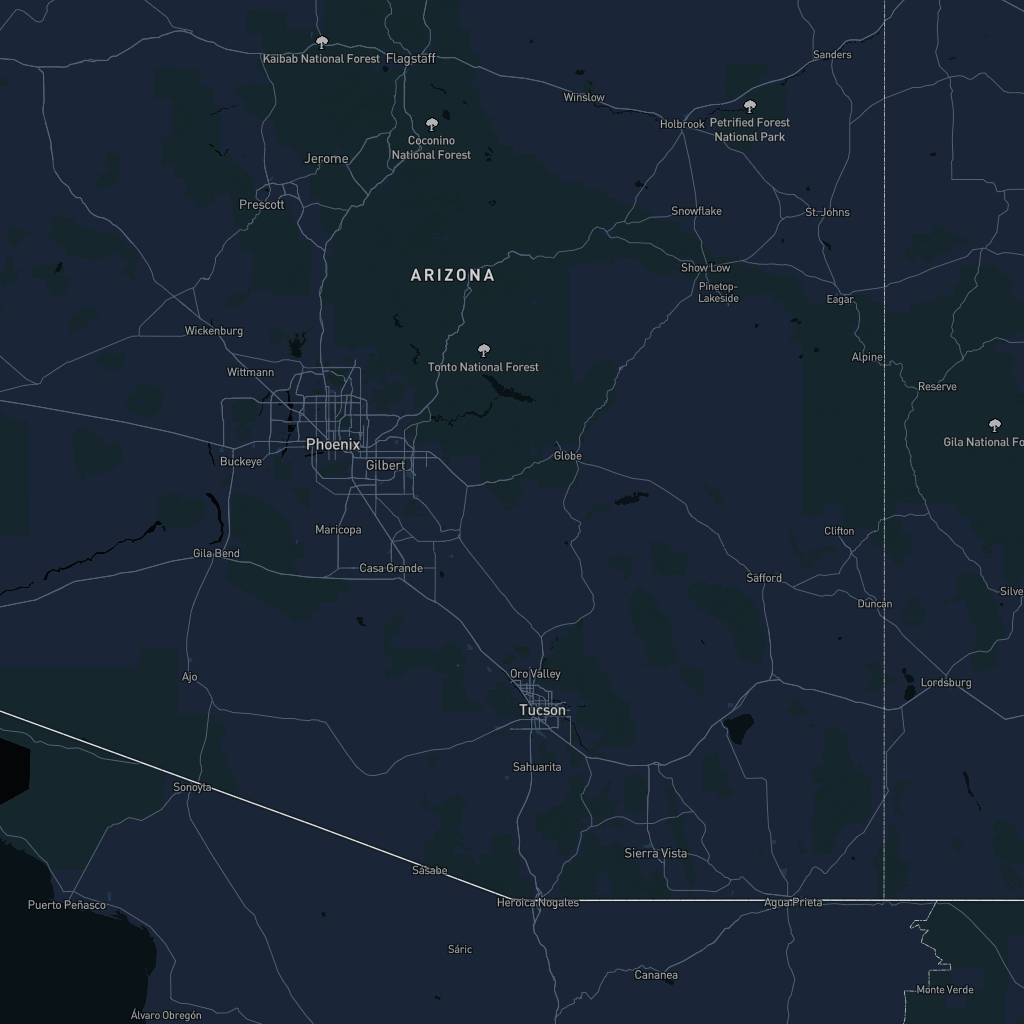 Kaibab National Forest
Flagstaff
Sanders
Winslow
Holbrook
Petrified Forest
National Park
Coconino
National Forest
Jerome
Prescott
Snowflake
St. Johns
ARIZONA
Show Low
Pinetop-
Lakeside
Eagar
Wickenburg
Alpine
Tonto National Forest
Wittmann
Reserve
Phoenix
Gila National Fo
Buckeye
Gilbert
Globe
Maricopa
Clifton
Gila Bend
Casa Grande
Safford
Silve
Duncan
Ajo
Oro Valley
Lordsburg
Tucson
Sahuarita
Sonoyta
Sierra Vista
Sásabe
Puerto Peñasco
Heroica Nogales
Agua Prieta
Sáric
Cananea
Monte Verde
Álvaro Obregón